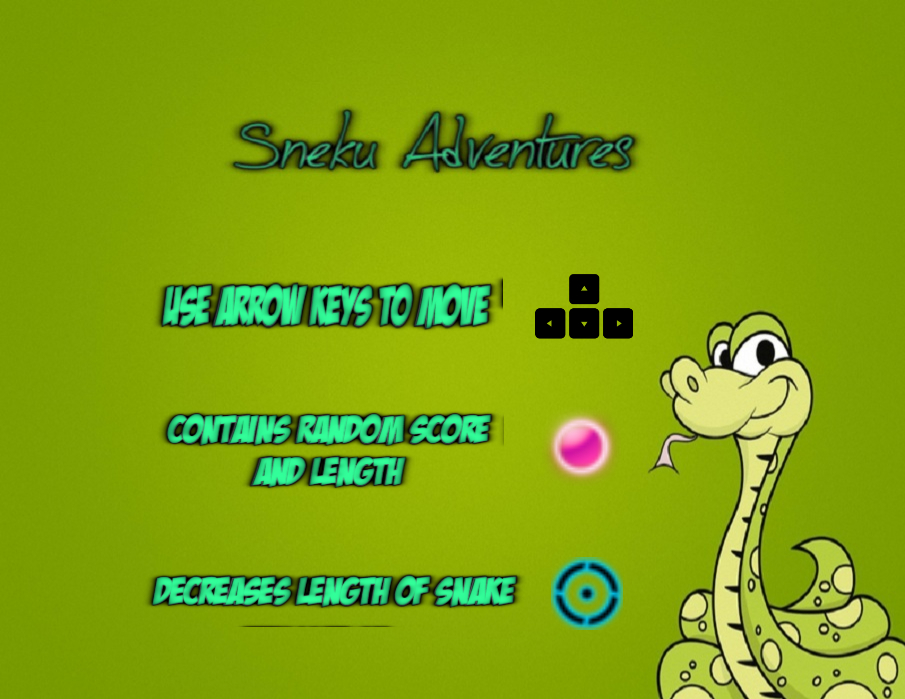 Sneku Adventures
USE ARROW KEYS TO MOVE
CONTAINS RANDOM SCORE
AND LENGTH
DECREASES LENGTH OF SNAKE